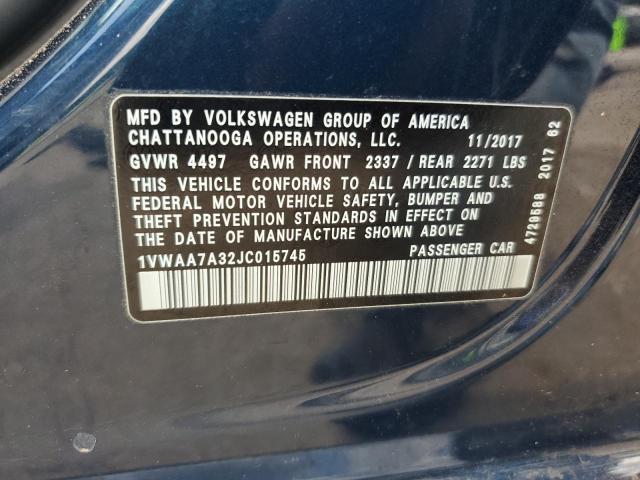 MFD BY VOLKSWAGEN GROUP OF AMERICA
CHATTANOOGA OPERATIONS, LLC. 11/2017
GVWR 4497 GAWR FRONT 2337 / REAR 2271 LBS
THIS VEHICLE CONFORMS TO ALL APPLICABLE U.S.
FEDERAL MOTOR VEHICLE SAFETY, BUMPER AND
THEFT PREVENTION STANDARDS IN EFFECT ON
THE DATE OF MANUFACTURE SHOWN ABOVE
1VWAA7A32JC015745 PASSENGER CAR
4729588 2017 62